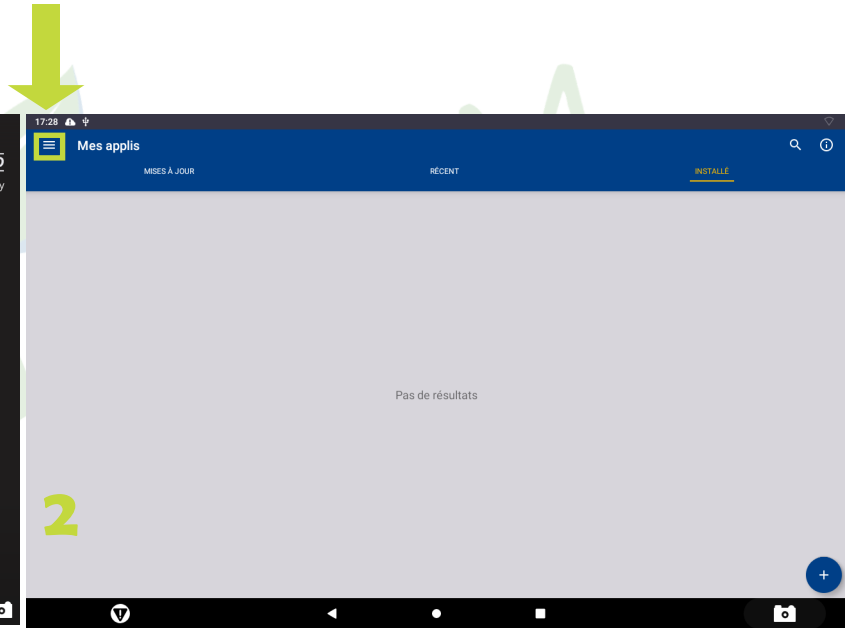 17:28
Mes applis
MISES À JOUR
RÉCENT
INSTALLÉ
Pas de résultats
2